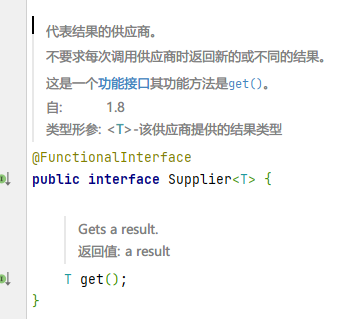 代表结果的供应商。
不要求每次调用供应商时返回新的或不同的结果。
这是一个功能接口其功能方法是get()。
自: 1.8
类型形参: <T>-该供应商提供的结果类型
@FunctionalInterface
public interface Supplier<T> {
Gets a result.
返回值: a result
T get();
}